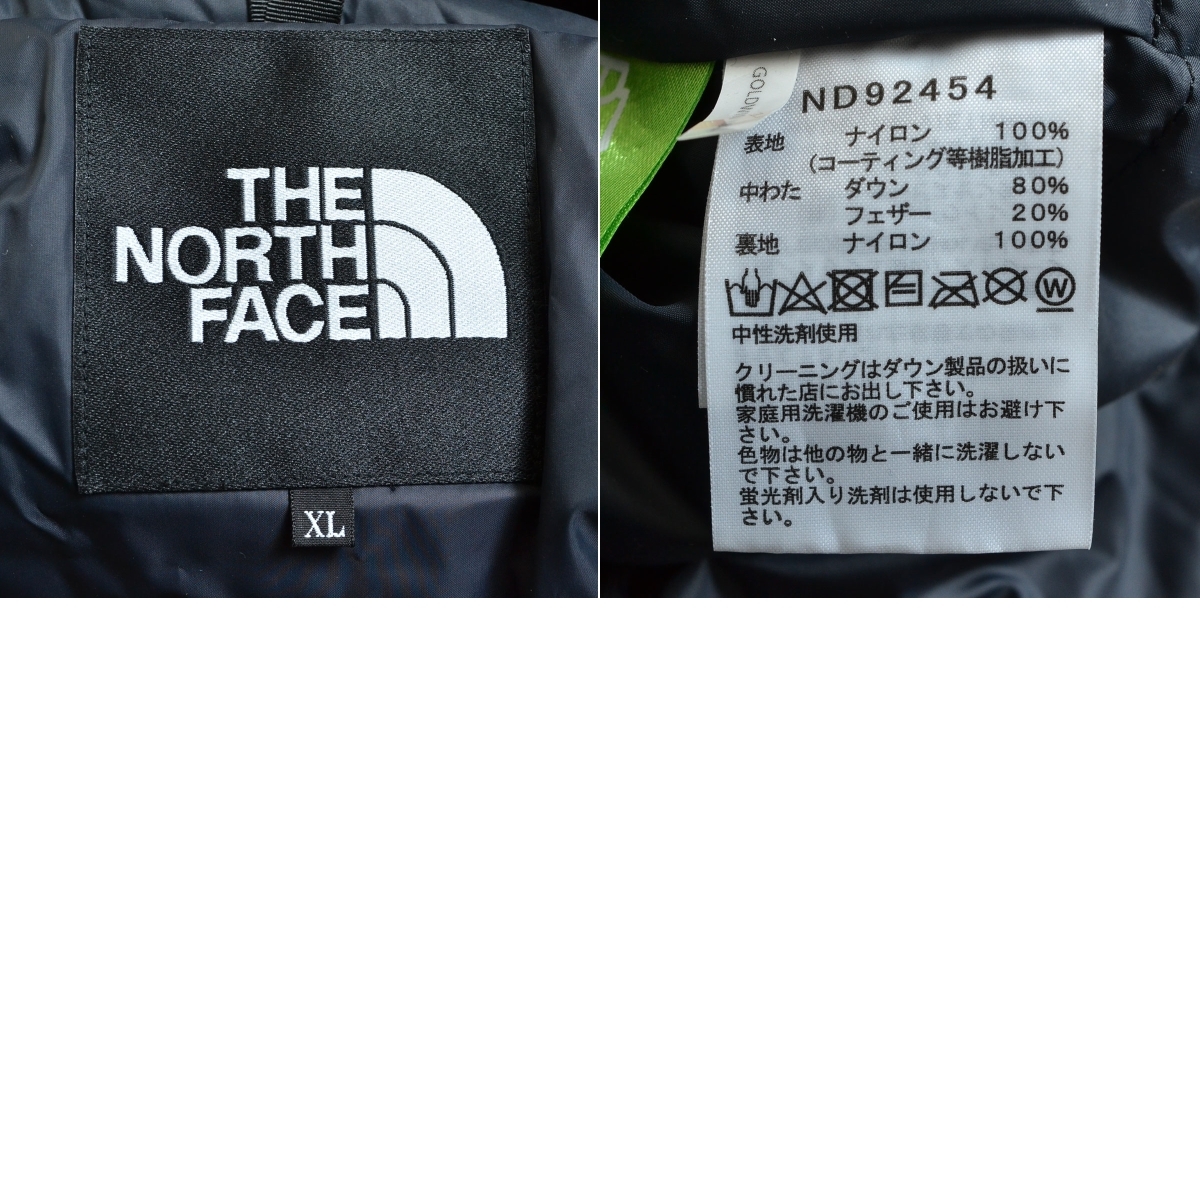 THE
NORTH
FACE
XL
GOLDW
ND92454
表地 ナイロン 100%
(コーティング等樹脂加工)
中わた ダウン 80%
フェザー 20%
裏地 ナイロン 100%
W
中性洗剤使用
クリーニングはダウン製品の扱いに
慣れた店にお出し下さい。
家庭用洗濯機のご使用はお避け下
さい。
色物は他の物と一緒に洗濯しない
で下さい。
蛍光剤入り洗剤は使用しないで下
さい。